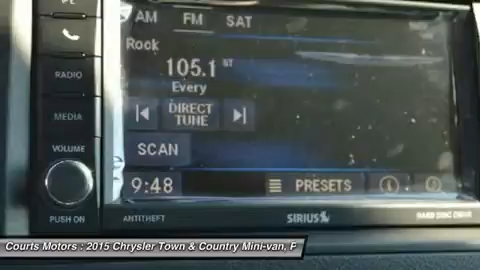 AM FM SAT
Rock
105.1 ST
Every
DIRECT
TUNE
SCAN
9:48 PRESETS
RADIO
MEDIA
VOLUME
PUSH ON
ANTITHEFT SIRIUS HARD DISC DRIVE
Courts Motors : 2015 Chrysler Town & Country Mini-van, F